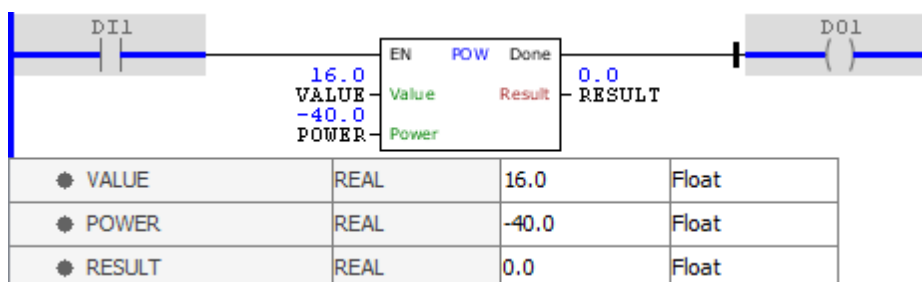 DI1
DO1
EN POW Done
16.0
VALUE Value Result RESULT
0.0
-40.0
POWER Power
VALUE REAL 16.0 Float
POWER REAL -40.0 Float
RESULT REAL 0.0 Float